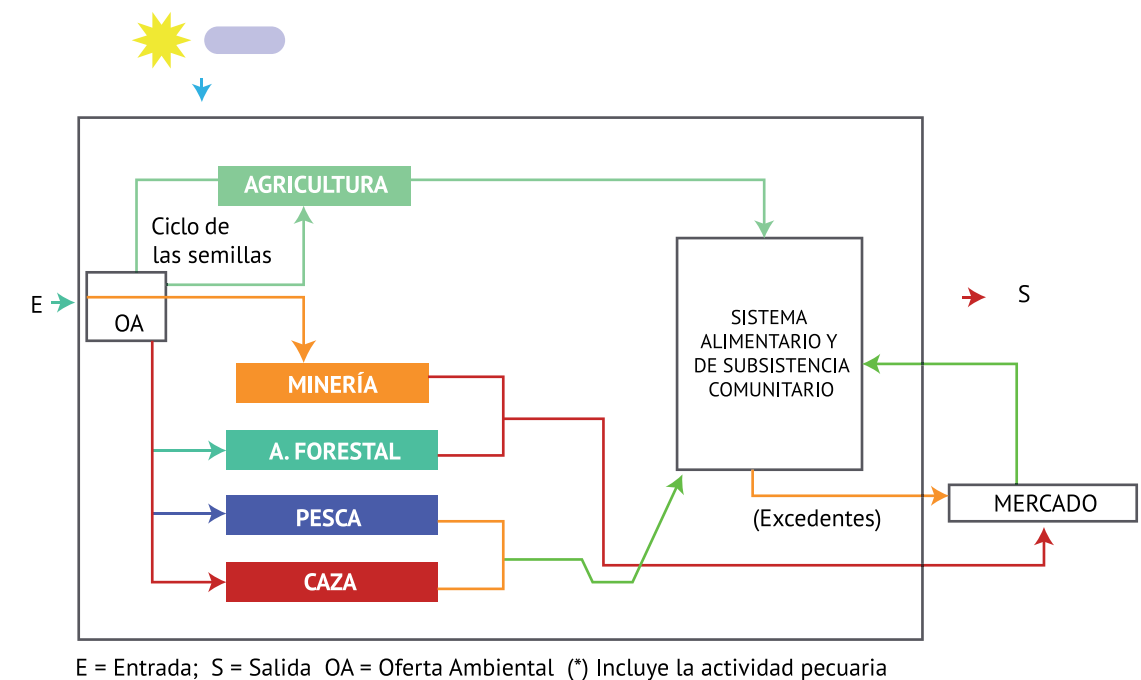 AGRICULTURA
Ciclo de
las semillas
E
OA
MINERÍA
A. FORESTAL
PESCA
CAZA
SISTEMA
ALIMENTARIO Y
DE SUBSISTENCIA
COMUNITARIO
S
(Excedentes)
MERCADO
E = Entrada; S = Salida OA = Oferta Ambiental (*) Incluye la actividad pecuaria